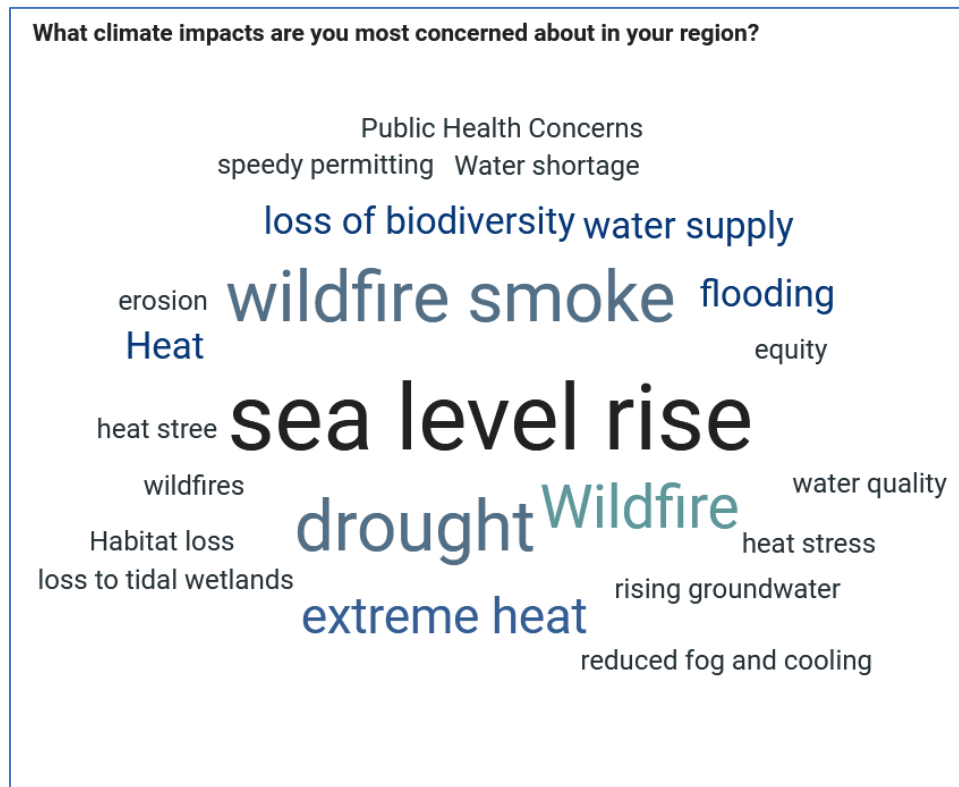 What climate impacts are you most concerned about in your region?
Public Health Concerns
speedy permitting Water shortage
loss of biodiversity water supply
wildfire smoke flooding
erosion
Heat
equity
sea level rise
heat stree
wildfires
water quality
drought Wildfire
Habitat loss
heat stress
loss to tidal wetlands
rising groundwater
extreme heat
reduced fog and cooling